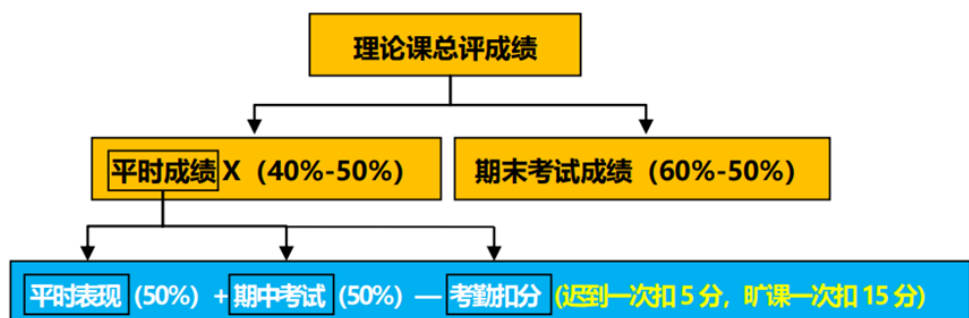 理论课总评成绩
平时成绩 X（40%-50%） 期末考试成绩（60%-50%）
平时表现（50%）+期中考试（50%）— 考勤扣分（迟到一次扣5分，旷课一次扣15分）